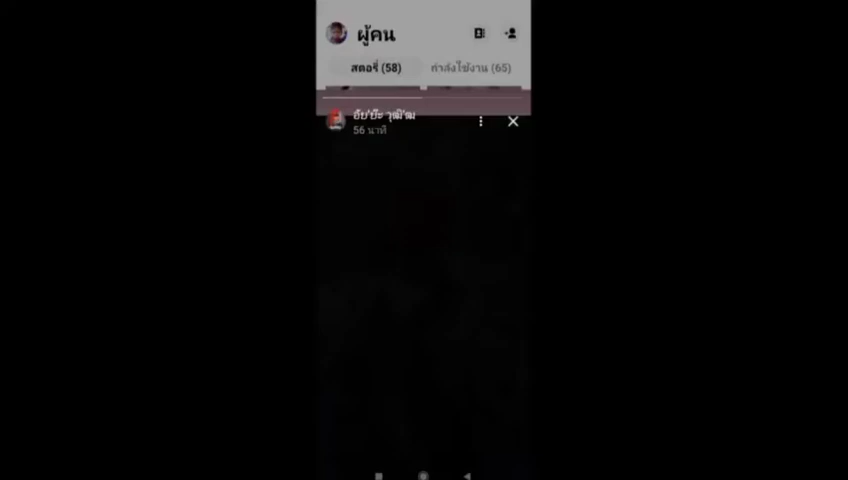 ผู้คน
สตอรี่ (58)
กำลังใช้งาน (65)
56 นาที